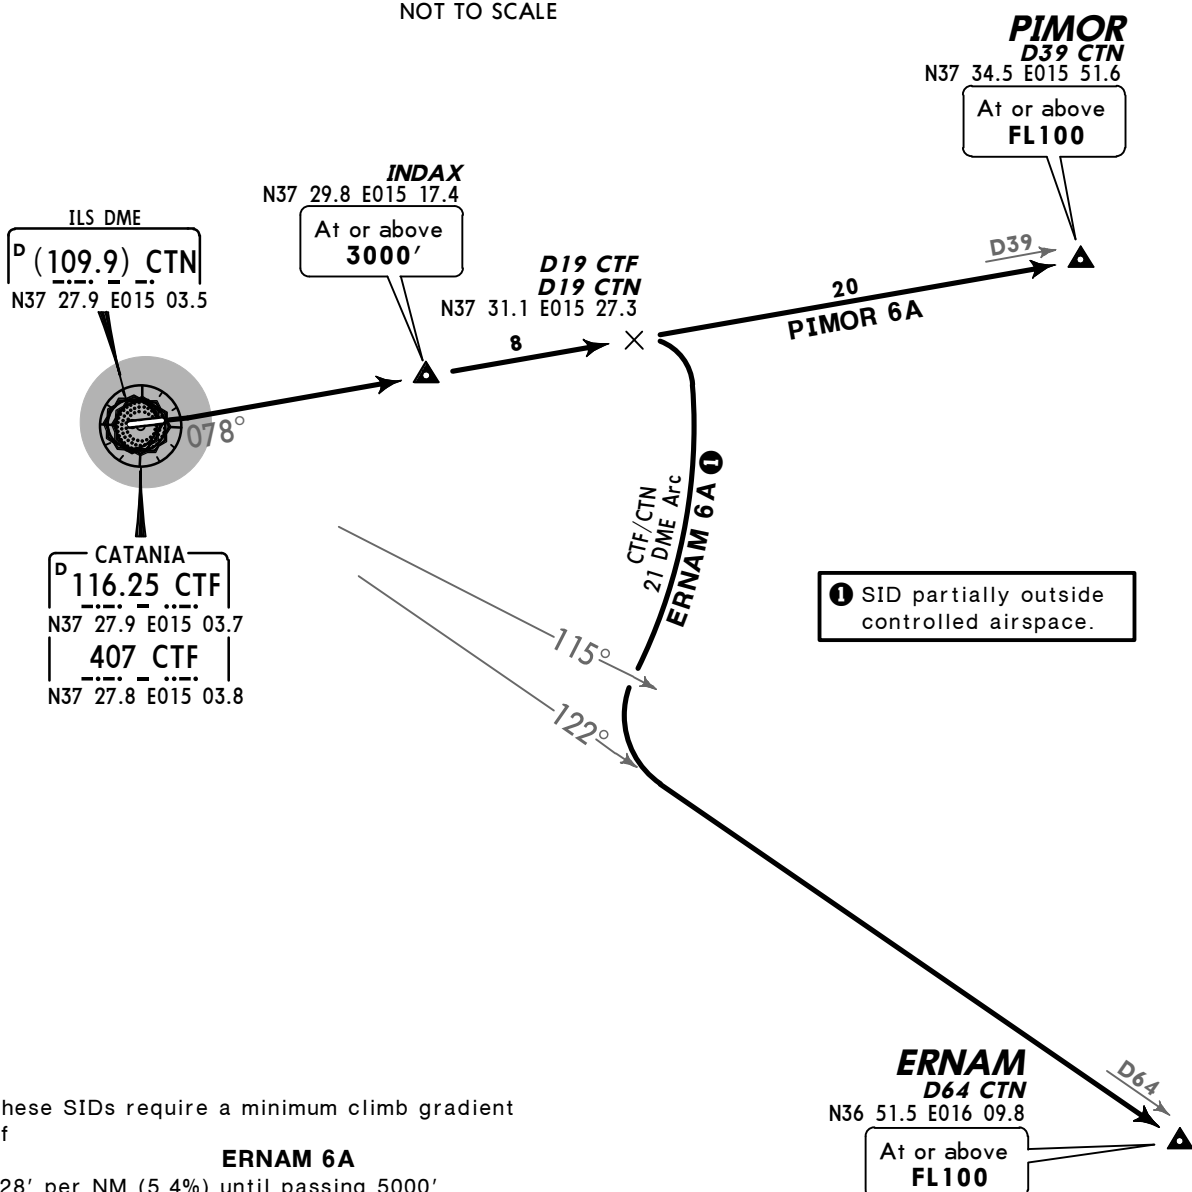 NOT TO SCALE
PIMOR
D39 CTN
N37 34.5 E015 51.6
At or above
FL100
INDAX
N37 29.8 E015 17.4
At or above
3000'
ILS DME
D (109.9) CTN
N37 27.9 E015 03.5
D19 CTF
D19 CTN
N37 31.1 E015 27.3
D39
20
PIMOR 6A
8
078°
CTF/CTN
21 DME Arc
ERNAM 6A 1
CATANIA
D 116.25 CTF
N37 27.9 E015 03.7
407 CTF
N37 27.8 E015 03.8
1 SID partially outside
controlled airspace.
115°
122°
D64
ERNAM
D64 CTN
N36 51.5 E016 09.8
At or above
FL100
hese SIDs require a minimum climb gradient
f
ERNAM 6A
28' per NM (5.4%) until passing 5000'